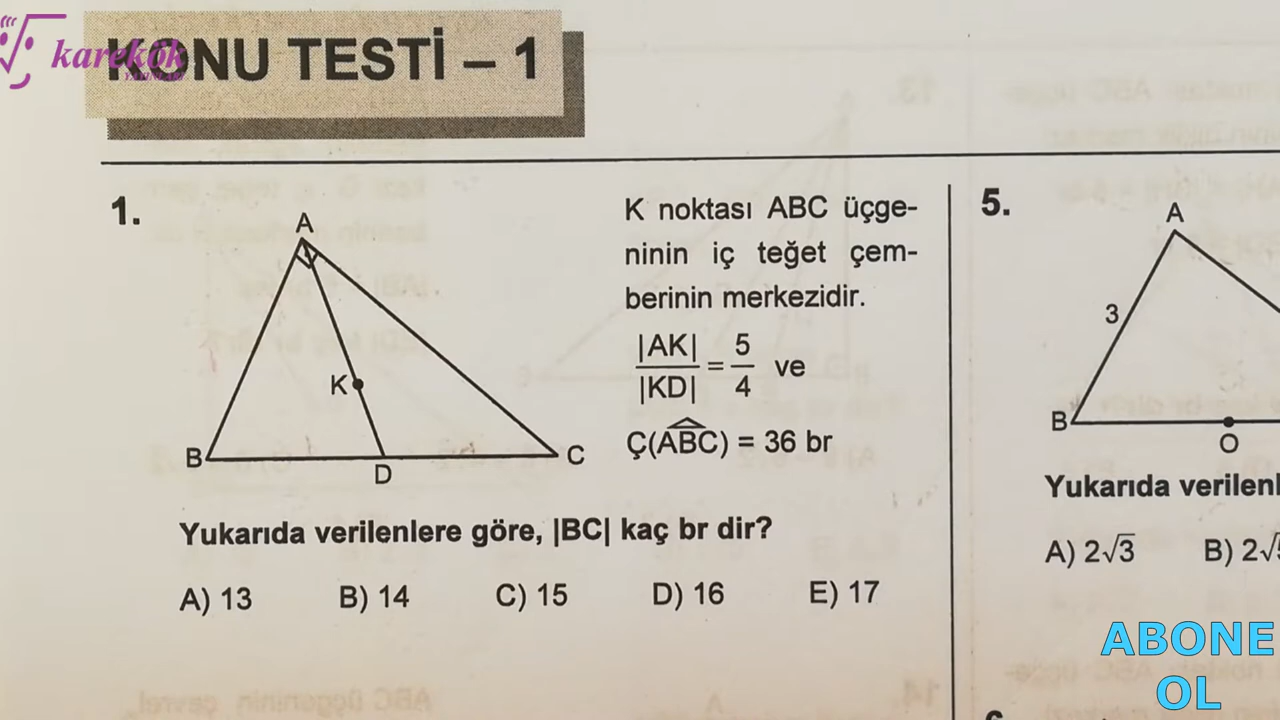 karekök
YAYINLARI
KONU TESTİ – 1
1.
A
K
B
D
C
K noktası ABC üçge-
ninin iç teğet çem-
berinin merkezidir.
|AK| / |KD| = 5 / 4 ve
Ç(ABC) = 36 br
Yukarıda verilenlere göre, |BC| kaç br dir?
A) 13 B) 14 C) 15 D) 16 E) 17
5.
A
3
B
O
Yukarıda
A) 2√3 B)
ABONE
OL